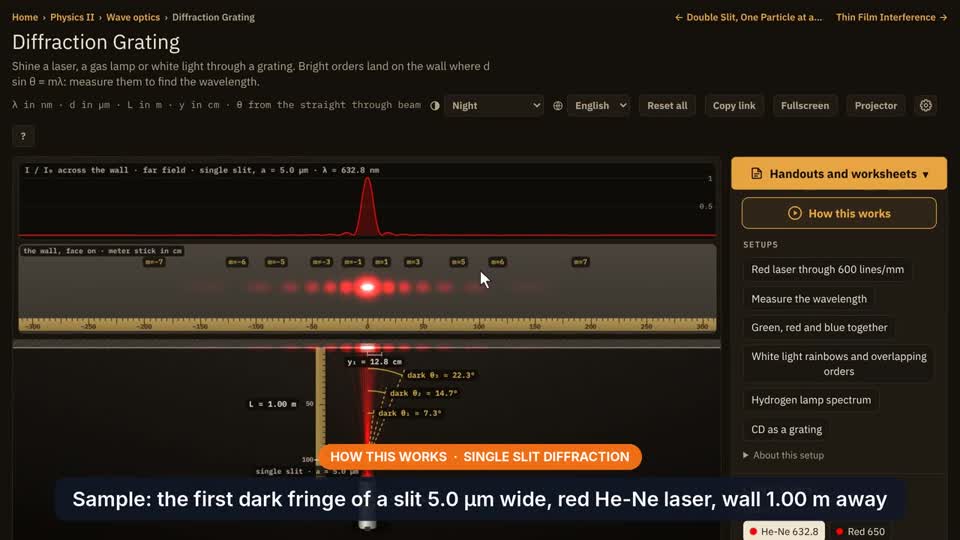 Home › Physics II › Wave optics › Diffraction Grating
← Double Slit, One Particle at a... Thin Film Interference →
Diffraction Grating
Shine a laser, a gas lamp or white light through a grating. Bright orders land on the wall where d
sin θ = mλ: measure them to find the wavelength.
λ in nm · d in µm · L in m · y in cm · θ from the straight through beam
Night
English
Reset all
Copy link
Fullscreen
Projector
?
I / I₀ across the wall · far field · single slit, a = 5.0 µm · λ = 632.8 nm
1
0.5
the wall, face on · meter stick in cm
m=-7 m=-6 m=-5 m=-3 m=-1 m=1 m=3 m=5 m=6 m=7
-300 -250 -200 -150 -100 -50 0 50 100 150 200 250 300
y₁ = 12.8 cm
dark θ₃ = 22.3°
dark θ₂ = 14.7°
dark θ₁ = 7.3°
L = 1.00 m
50
100
single slit · a = 5.0 µm
Handouts and worksheets ▾
How this works
SETUPS
Red laser through 600 lines/mm
Measure the wavelength
Green, red and blue together
White light rainbows and overlapping
orders
Hydrogen lamp spectrum
CD as a grating
▶ About this setup
He-Ne 632.8
Red 650
HOW THIS WORKS · SINGLE SLIT DIFFRACTION
Sample: the first dark fringe of a slit 5.0 µm wide, red He-Ne laser, wall 1.00 m away